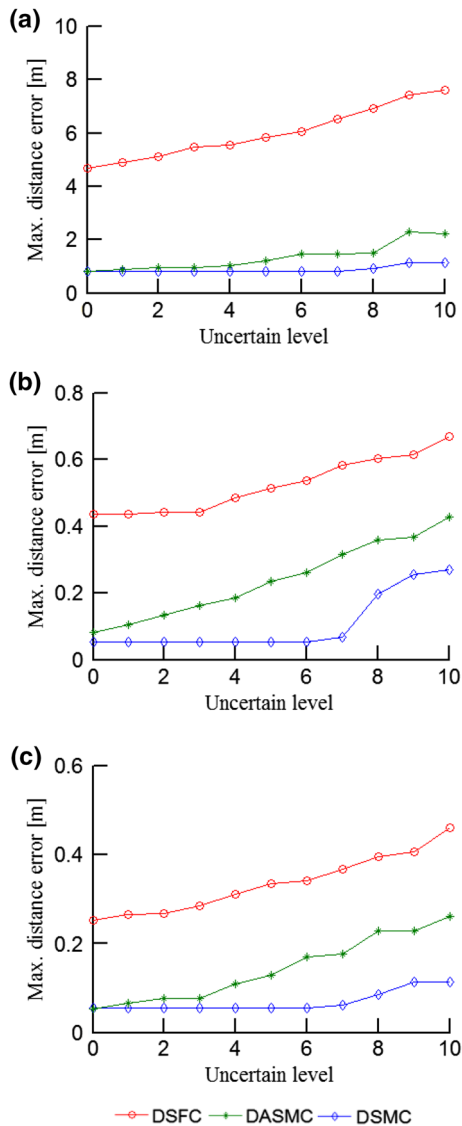 (a)
Max. distance error [m]
10
8
6
4
2
0
0 2 4 6 8 10
Uncertain level
(b)
Max. distance error [m]
0.8
0.6
0.4
0.2
0
0 2 4 6 8 10
Uncertain level
(c)
Max. distance error [m]
0.6
0.4
0.2
0
0 2 4 6 8 10
Uncertain level
DSFC DASMC DSMC